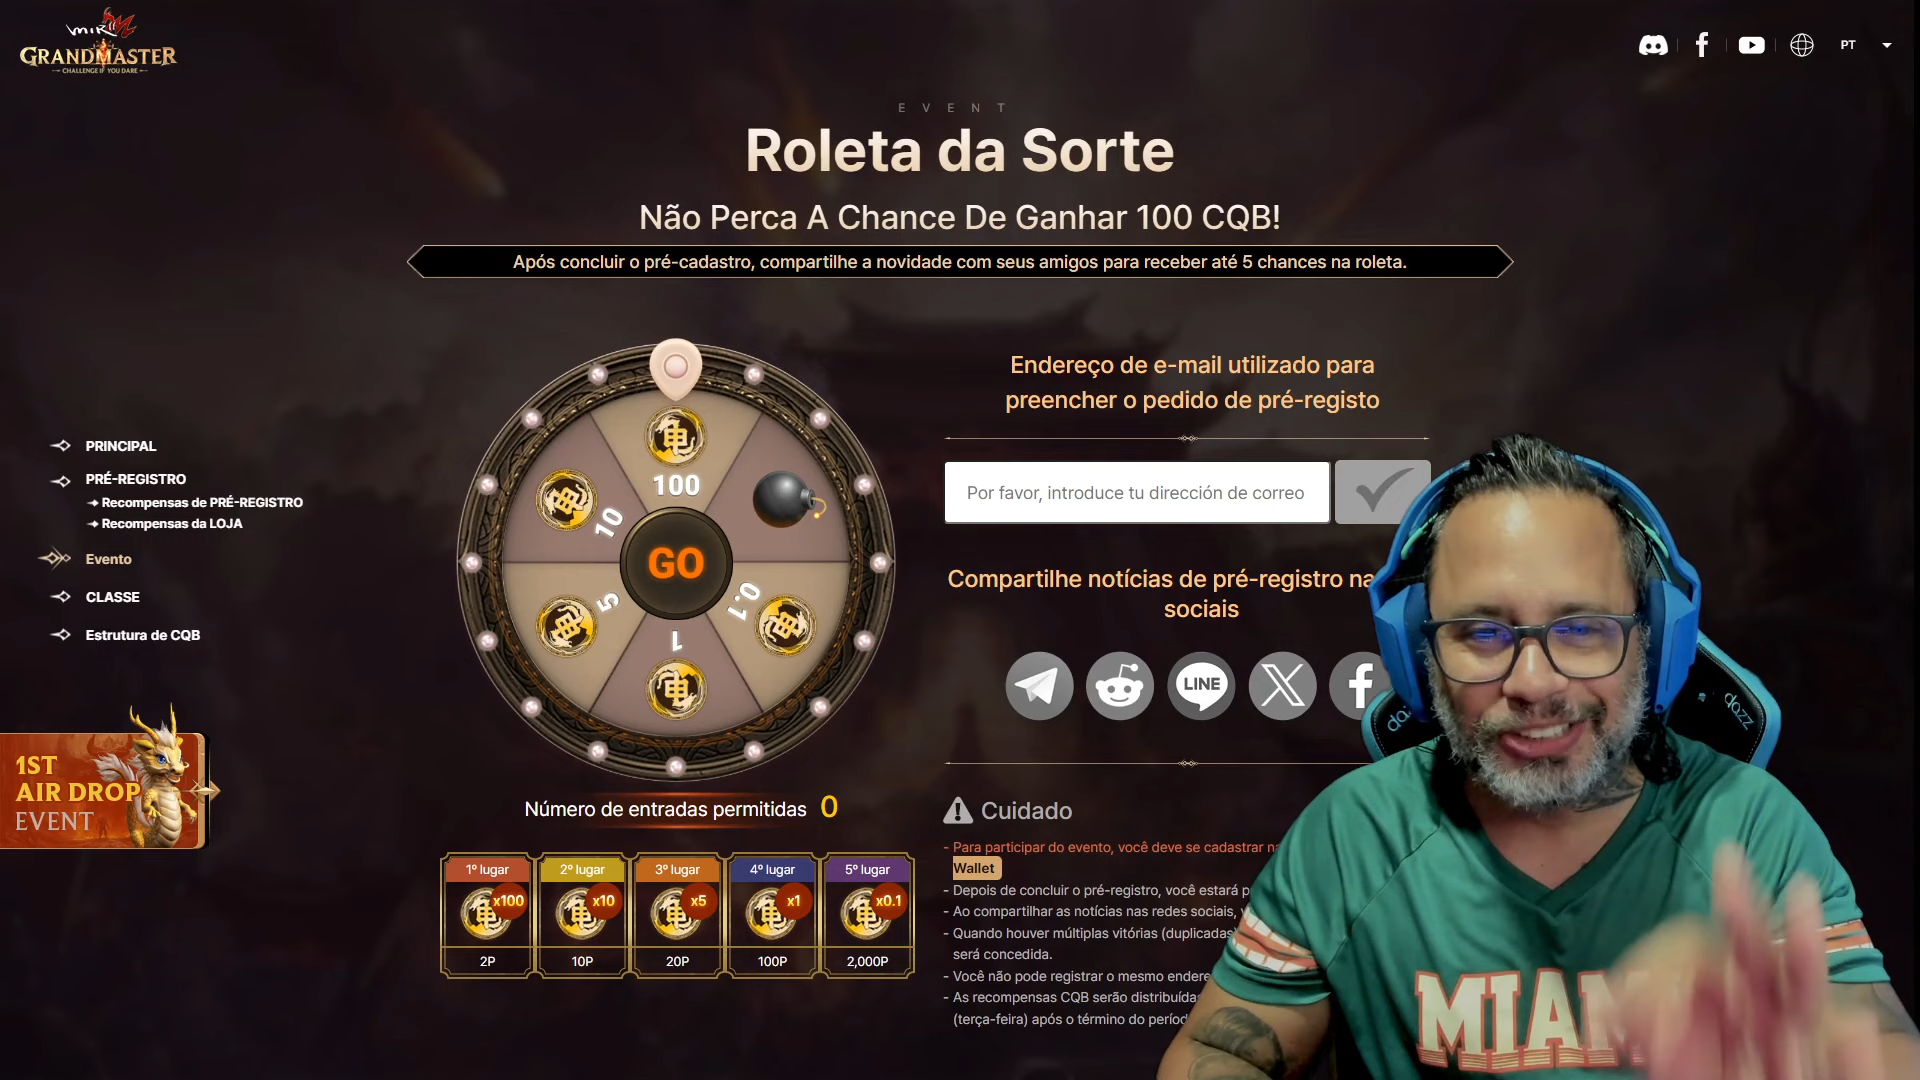 MIR M
GRANDMASTER
CHALLENGE IF YOU DARE
PT
EVENT
Roleta da Sorte
Não Perca A Chance De Ganhar 100 CQB!
Após concluir o pré-cadastro, compartilhe a novidade com seus amigos para receber até 5 chances na roleta.
PRINCIPAL
PRÉ-REGISTRO
Recompensas de PRÉ-REGISTRO
Recompensas da LOJA
Evento
CLASSE
Estrutura de CQB
1ST
AIR DROP
EVENT
100
10
5
1
0.1
GO
Número de entradas permitidas 0
1º lugar 2º lugar 3º lugar 4º lugar 5º lugar
x100 x10 x5 x1 x0.1
2P 10P 20P 100P 2,000P
Endereço de e-mail utilizado para
preencher o pedido de pré-registo
Por favor, introduce tu dirección de correo
Compartilhe notícias de pré-registro na
sociais
LINE
Cuidado
- Para participar do evento, você deve se cadastrar
Wallet
- Depois de concluir o pré-registro, você estará
- Ao compartilhar as notícias nas redes sociais,
- Quando houver múltiplas vitórias (duplicadas
será concedida.
- Você não pode registrar o mesmo
- As recompensas CQB serão
(terça-feira) após o término do
dazz
MIAM